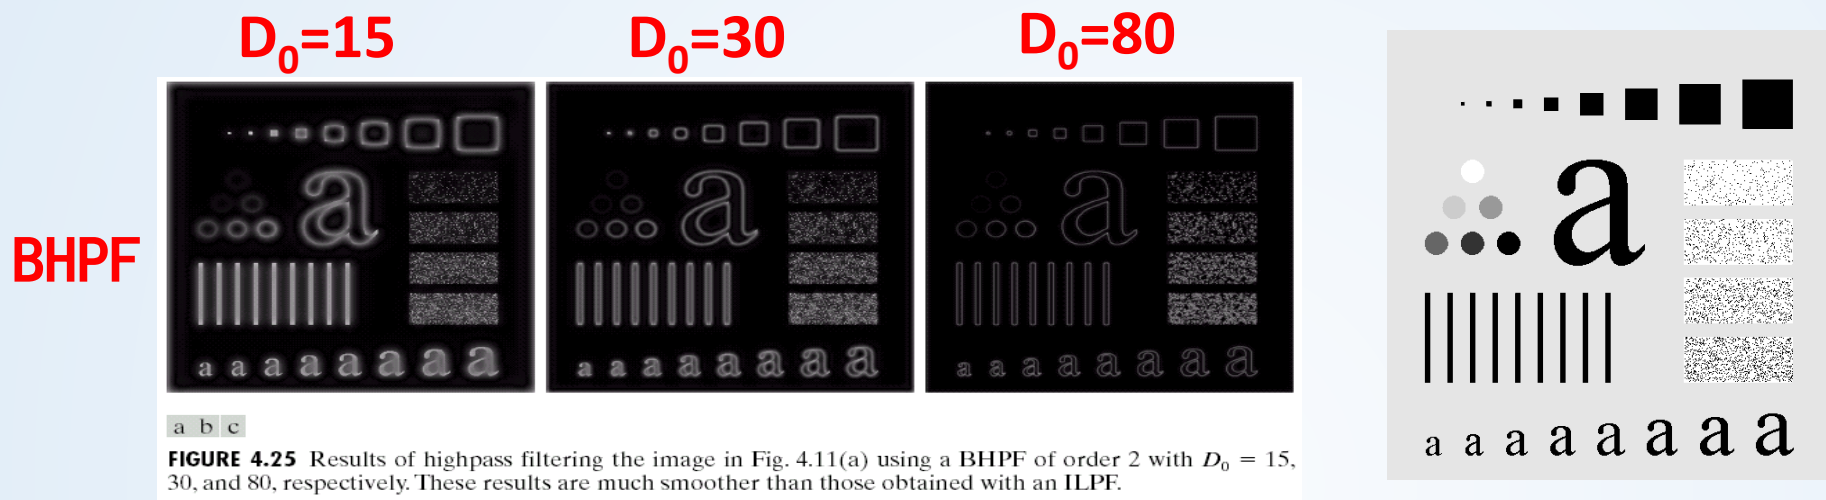 D₀=15 D₀=30 D₀=80
BHPF
a
a a a a a a a a
a
a a a a a a a a
a
a a a a a a a a
a
a a a a a a a a
a b c
FIGURE 4.25 Results of highpass filtering the image in Fig. 4.11(a) using a BHPF of order 2 with D₀ = 15,
30, and 80, respectively. These results are much smoother than those obtained with an ILPF.